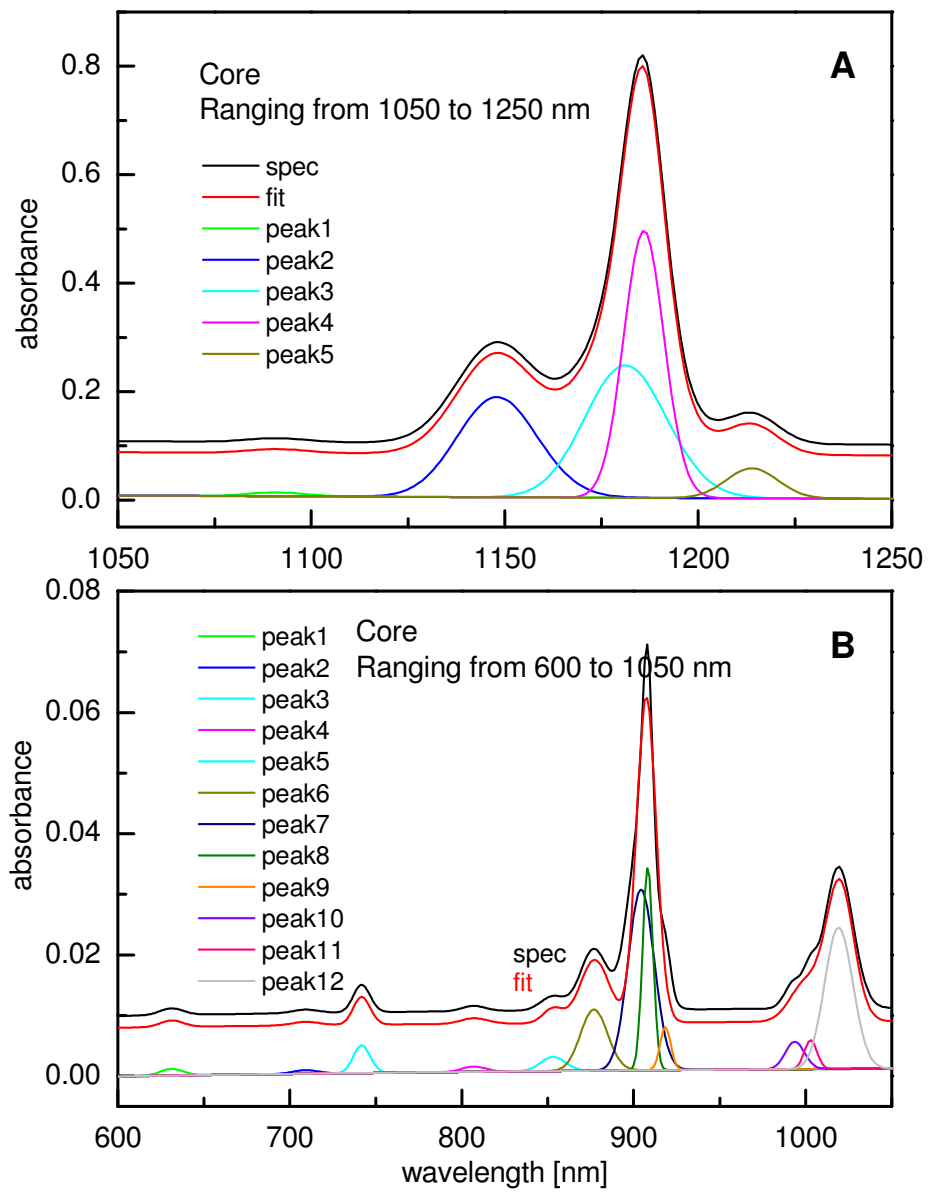 A
Core
Ranging from 1050 to 1250 nm
spec
fit
peak1
peak2
peak3
peak4
peak5
absorbance
0.8
0.6
0.4
0.2
0.0
1050
1100
1150
1200
1250
B
Core
Ranging from 600 to 1050 nm
peak1
peak2
peak3
peak4
peak5
peak6
peak7
peak8
peak9
peak10
peak11
peak12
spec
fit
absorbance
0.08
0.06
0.04
0.02
0.00
600
700
800
900
1000
wavelength [nm]